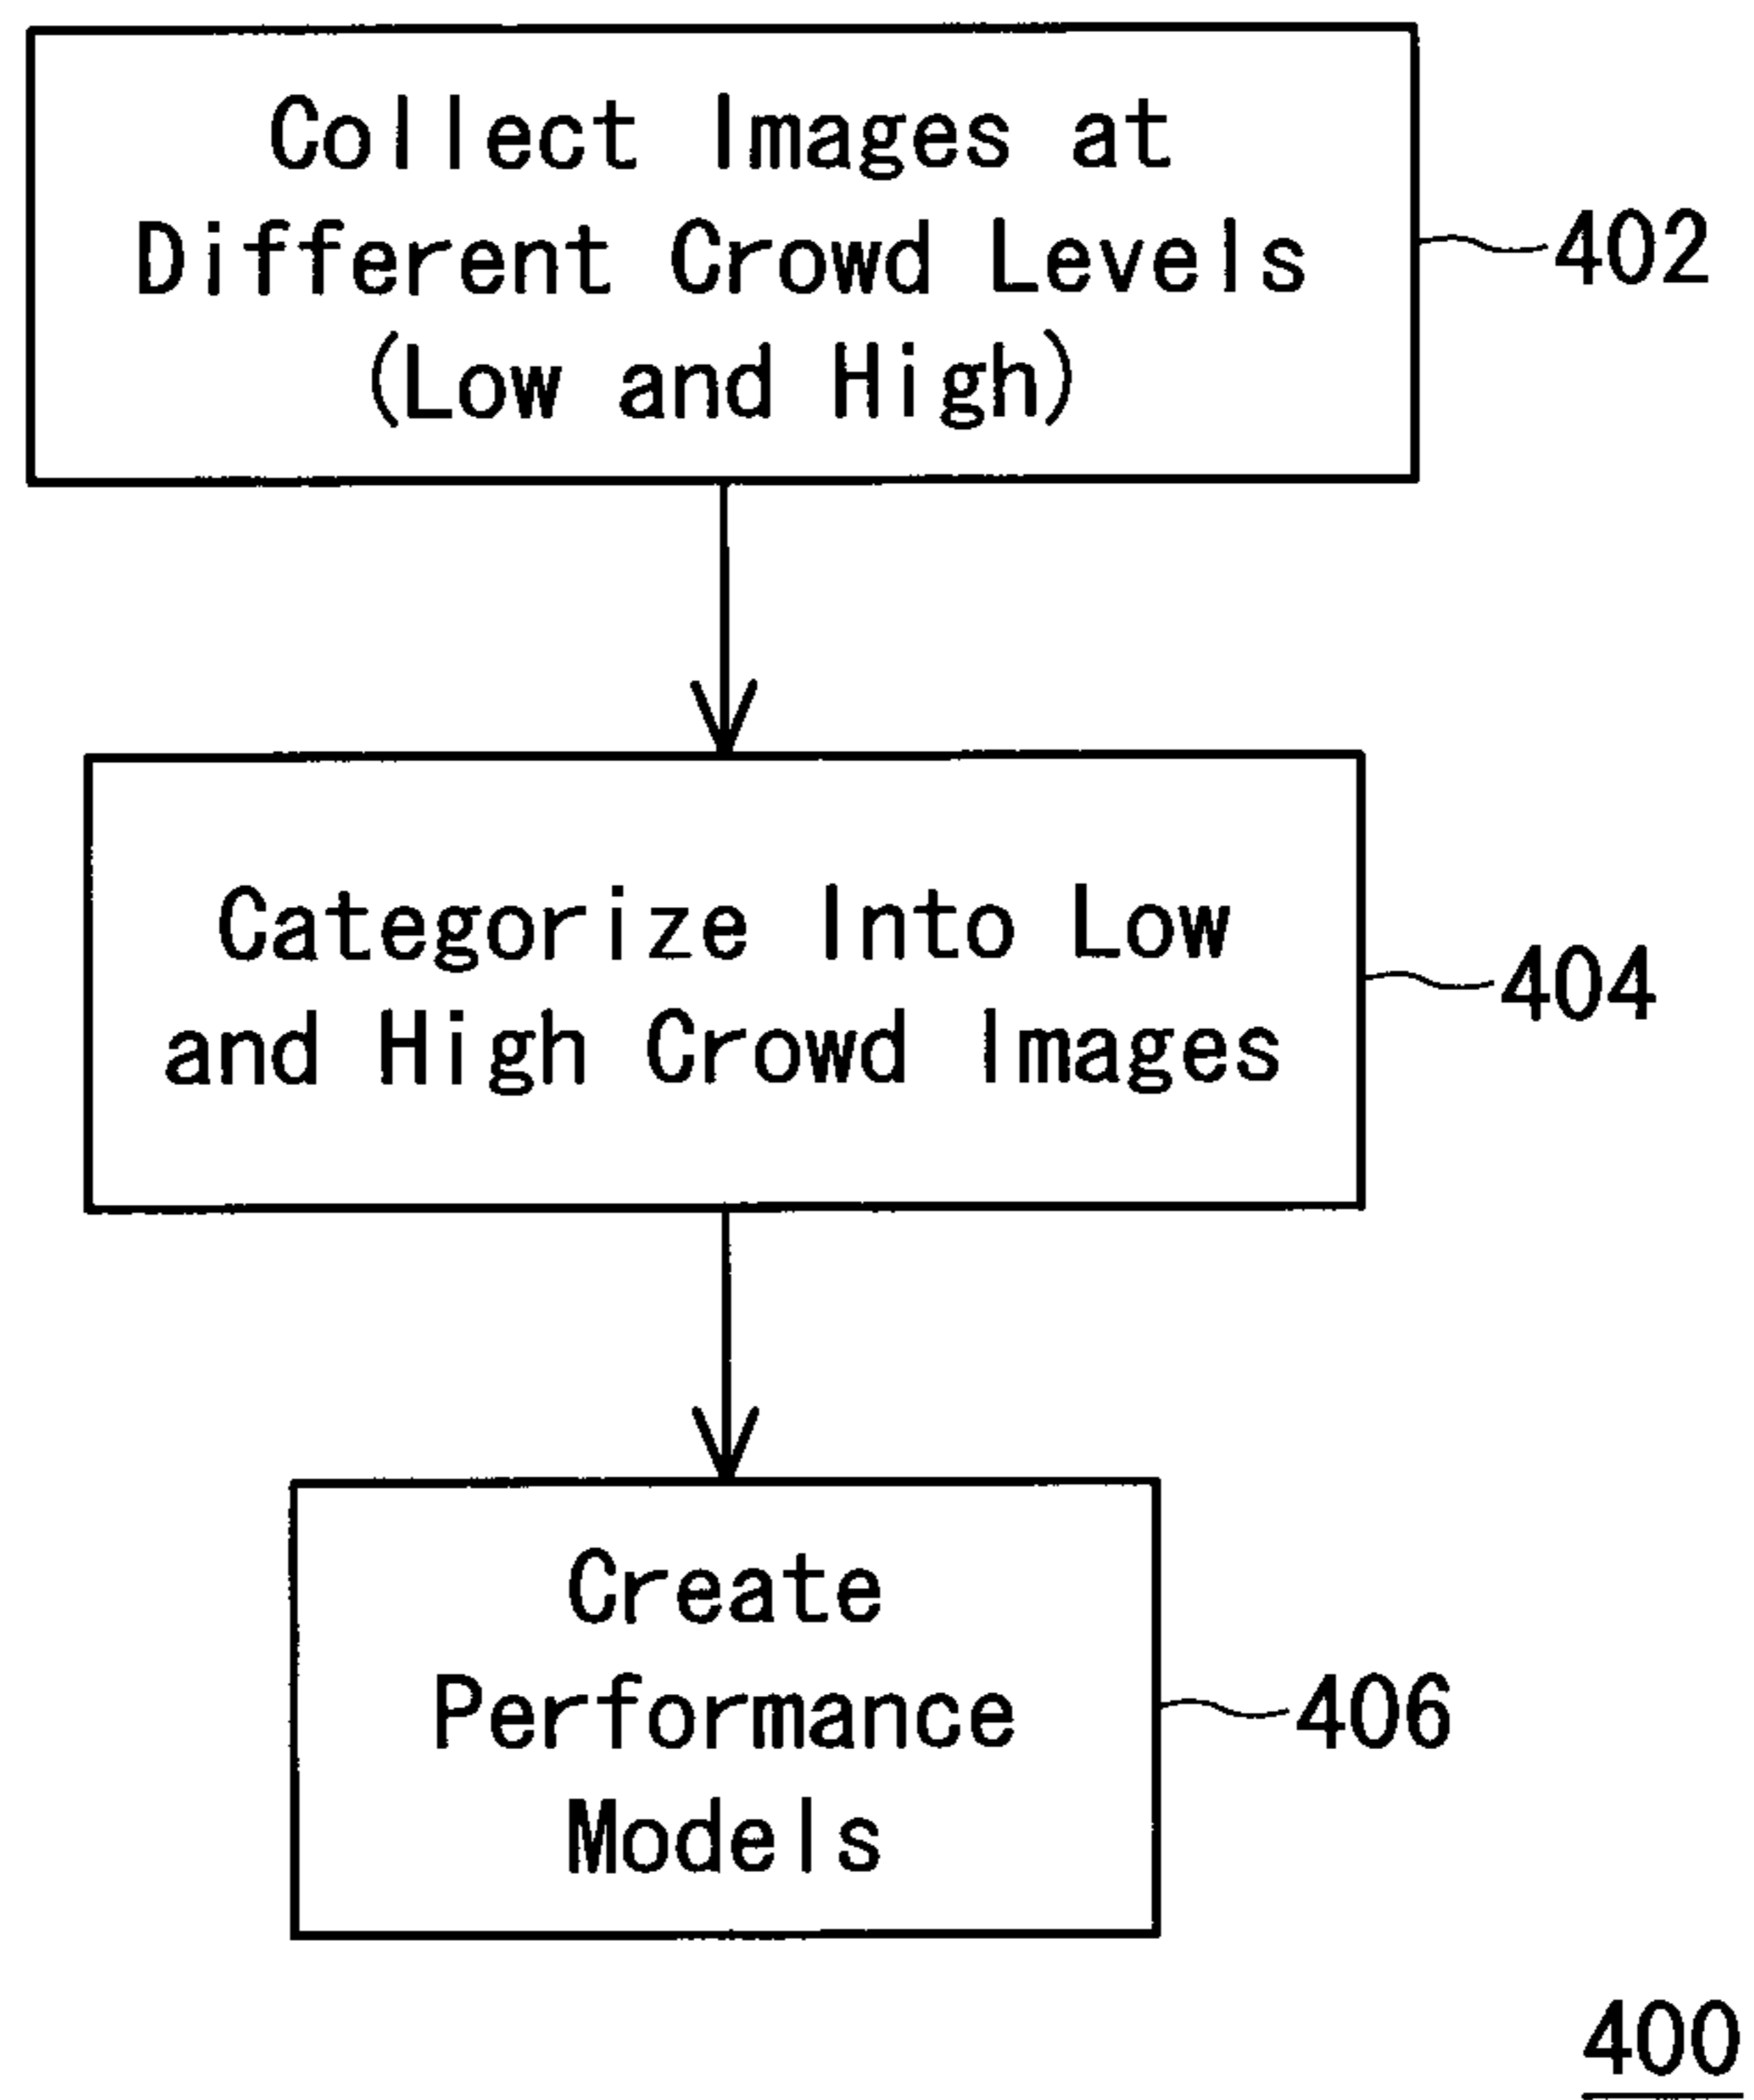 Collect Images at
Different Crowd Levels
(Low and High)
402
Categorize Into Low
and High Crowd Images
404
Create
Performance
Models
406
400